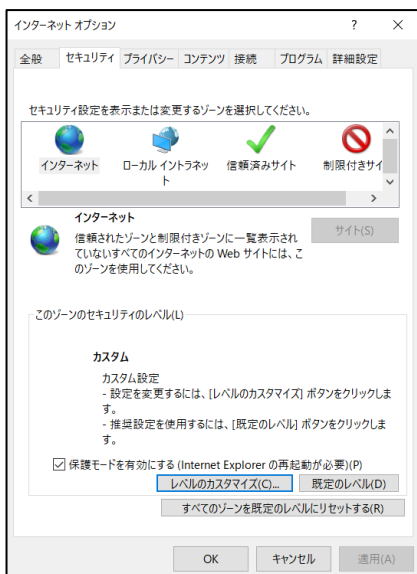 インターネット オプション
? ×
全般 セキュリティ プライバシー コンテンツ 接続 プログラム 詳細設定
セキュリティ設定を表示または変更するゾーンを選択してください。
インターネット ローカル イントラネッ 信頼済みサイト 制限付きサイ
ト
インターネット
サイト(S)
信頼されたゾーンと制限付きゾーンに一覧表示され
ていないすべてのインターネットの Web サイトには、こ
のゾーンを使用してください。
このゾーンのセキュリティのレベル(L)
カスタム
カスタム設定
- 設定を変更するには、[レベルのカスタマイズ] ボタンをクリックしま
す。
- 推奨設定を使用するには、[既定のレベル] ボタンをクリックしま
す。
保護モードを有効にする (Internet Explorer の再起動が必要)(P)
レベルのカスタマイズ(C)... 既定のレベル(D)
すべてのゾーンを既定のレベルにリセットする(R)
OK キャンセル 適用(A)